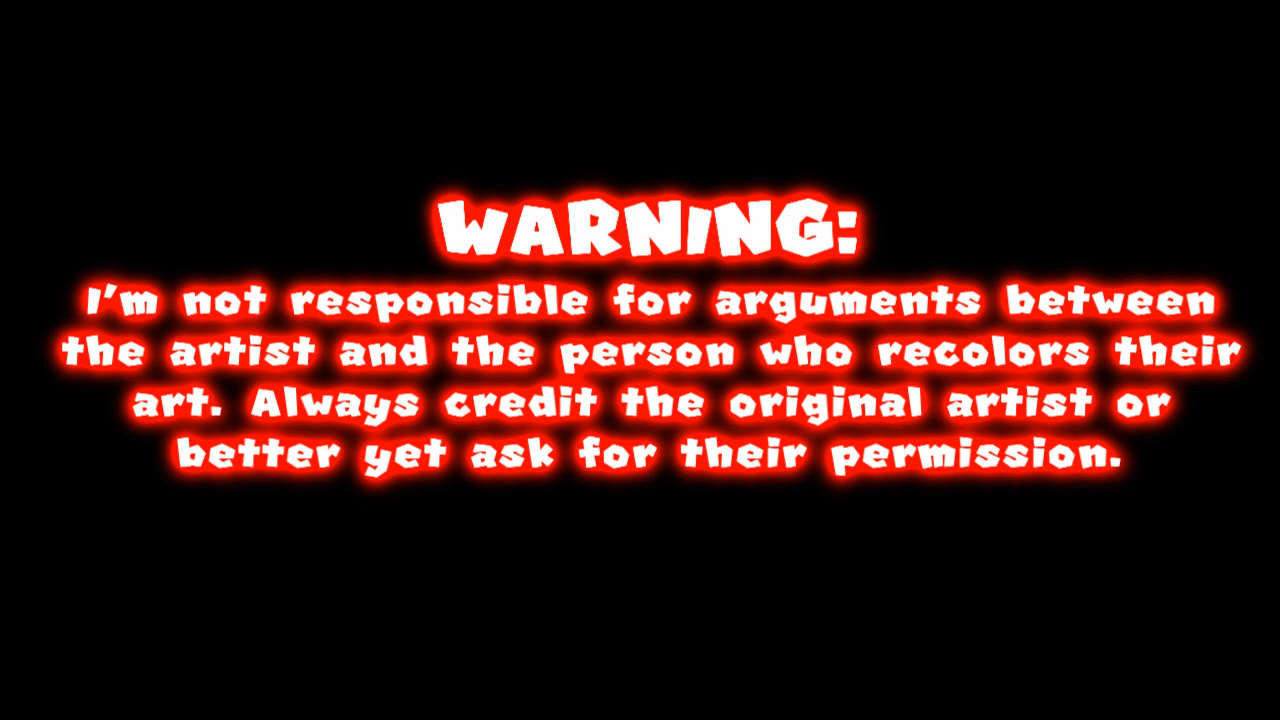 WARNING:
I'm not responsible for arguments between
the artist and the person who recolors their
art. Always credit the original artist or
better yet ask for their permission.